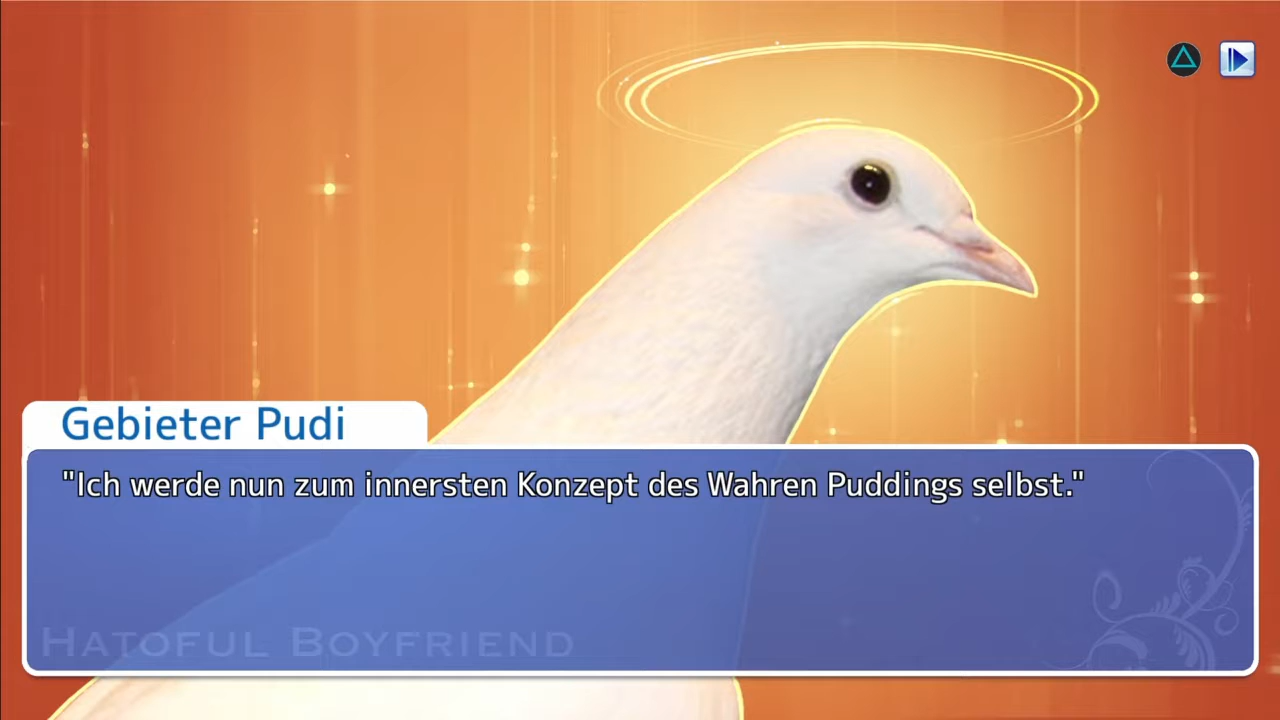 Gebieter Pudi
"Ich werde nun zum innersten Konzept des Wahren Puddings selbst."
HATOFUL BOYFRIEND